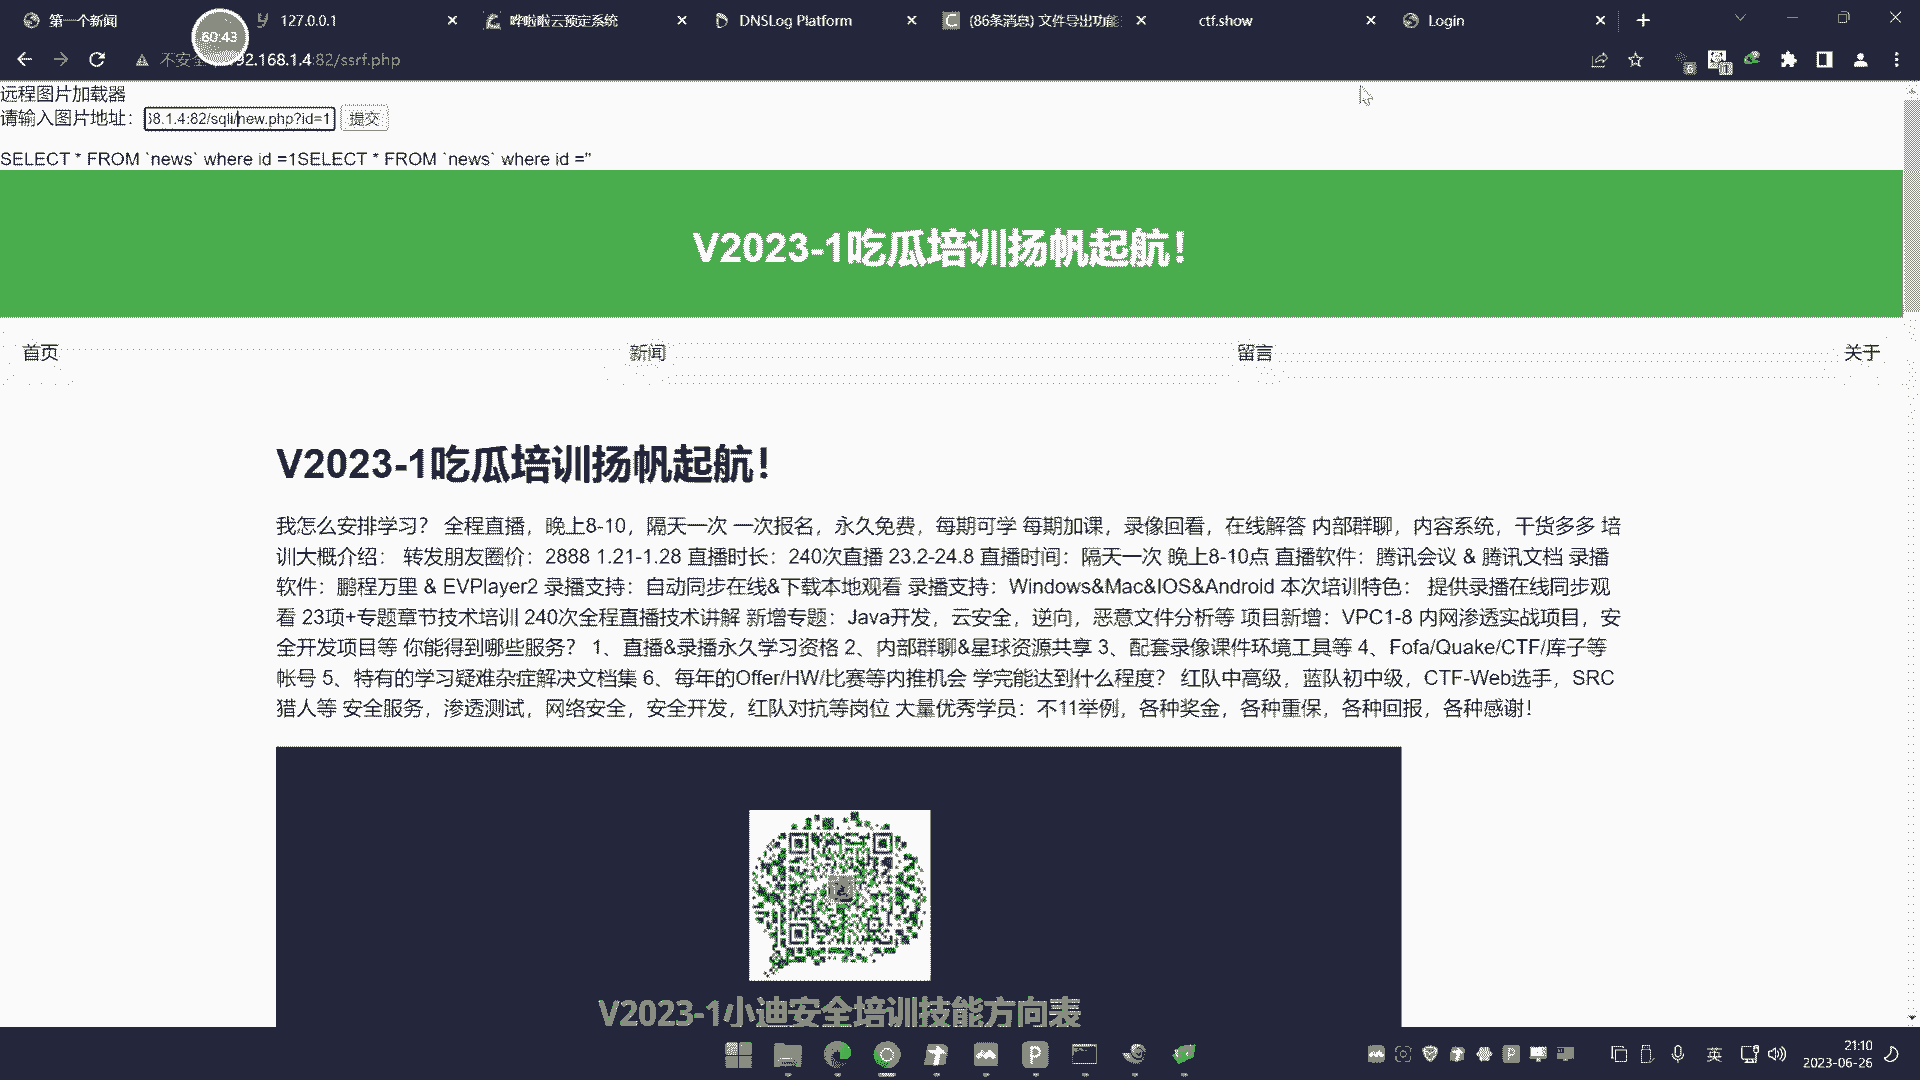 第一个新闻
127.0.0.1
哗啦啦云预定系统
DNSLog Platform
(86条消息) 文件导出功能
ctf.show
Login
60:43
92.168.1.4:82/ssrf.php
远程图片加载器
请输入图片地址： 68.1.4:82/sqli/new.php?id=1 提交
SELECT * FROM `news` where id =1SELECT * FROM `news` where id =''
V2023-1吃瓜培训扬帆起航！
首页 新闻 留言 关于
V2023-1吃瓜培训扬帆起航！
我怎么安排学习？ 全程直播，晚上8-10，隔天一次 一次报名，永久免费，每期可学 每期加课，录像回看，在线解答 内部群聊，内容系统，干货多多 培
训大概介绍： 转发朋友圈价：2888 1.21-1.28 直播时长：240次直播 23.2-24.8 直播时间：隔天一次 晚上8-10点 直播软件：腾讯会议 & 腾讯文档 录播
软件：鹏程万里 & EVPlayer2 录播支持：自动同步在线&下载本地观看 录播支持：Windows&Mac&IOS&Android 本次培训特色： 提供录播在线同步观
看 23项+专题章节技术培训 240次全程直播技术讲解 新增专题：Java开发，云安全，逆向，恶意文件分析等 项目新增：VPC1-8 内网渗透实战项目，安
全开发项目等 你能得到哪些服务？ 1、直播&录播永久学习资格 2、内部群聊&星球资源共享 3、配套录像课件环境工具等 4、Fofa/Quake/CTF/库子等
帐号 5、特有的学习疑难杂症解决文档集 6、每年的Offer/HW/比赛等内推机会 学完能达到什么程度？ 红队中高级，蓝队初中级，CTF-Web选手，SRC
猎人等 安全服务，渗透测试，网络安全，安全开发，红队对抗等岗位 大量优秀学员：不11举例，各种奖金，各种重保，各种回报，各种感谢！
V2023-1小迪安全培训技能方向表
英
21:10
2023-06-26